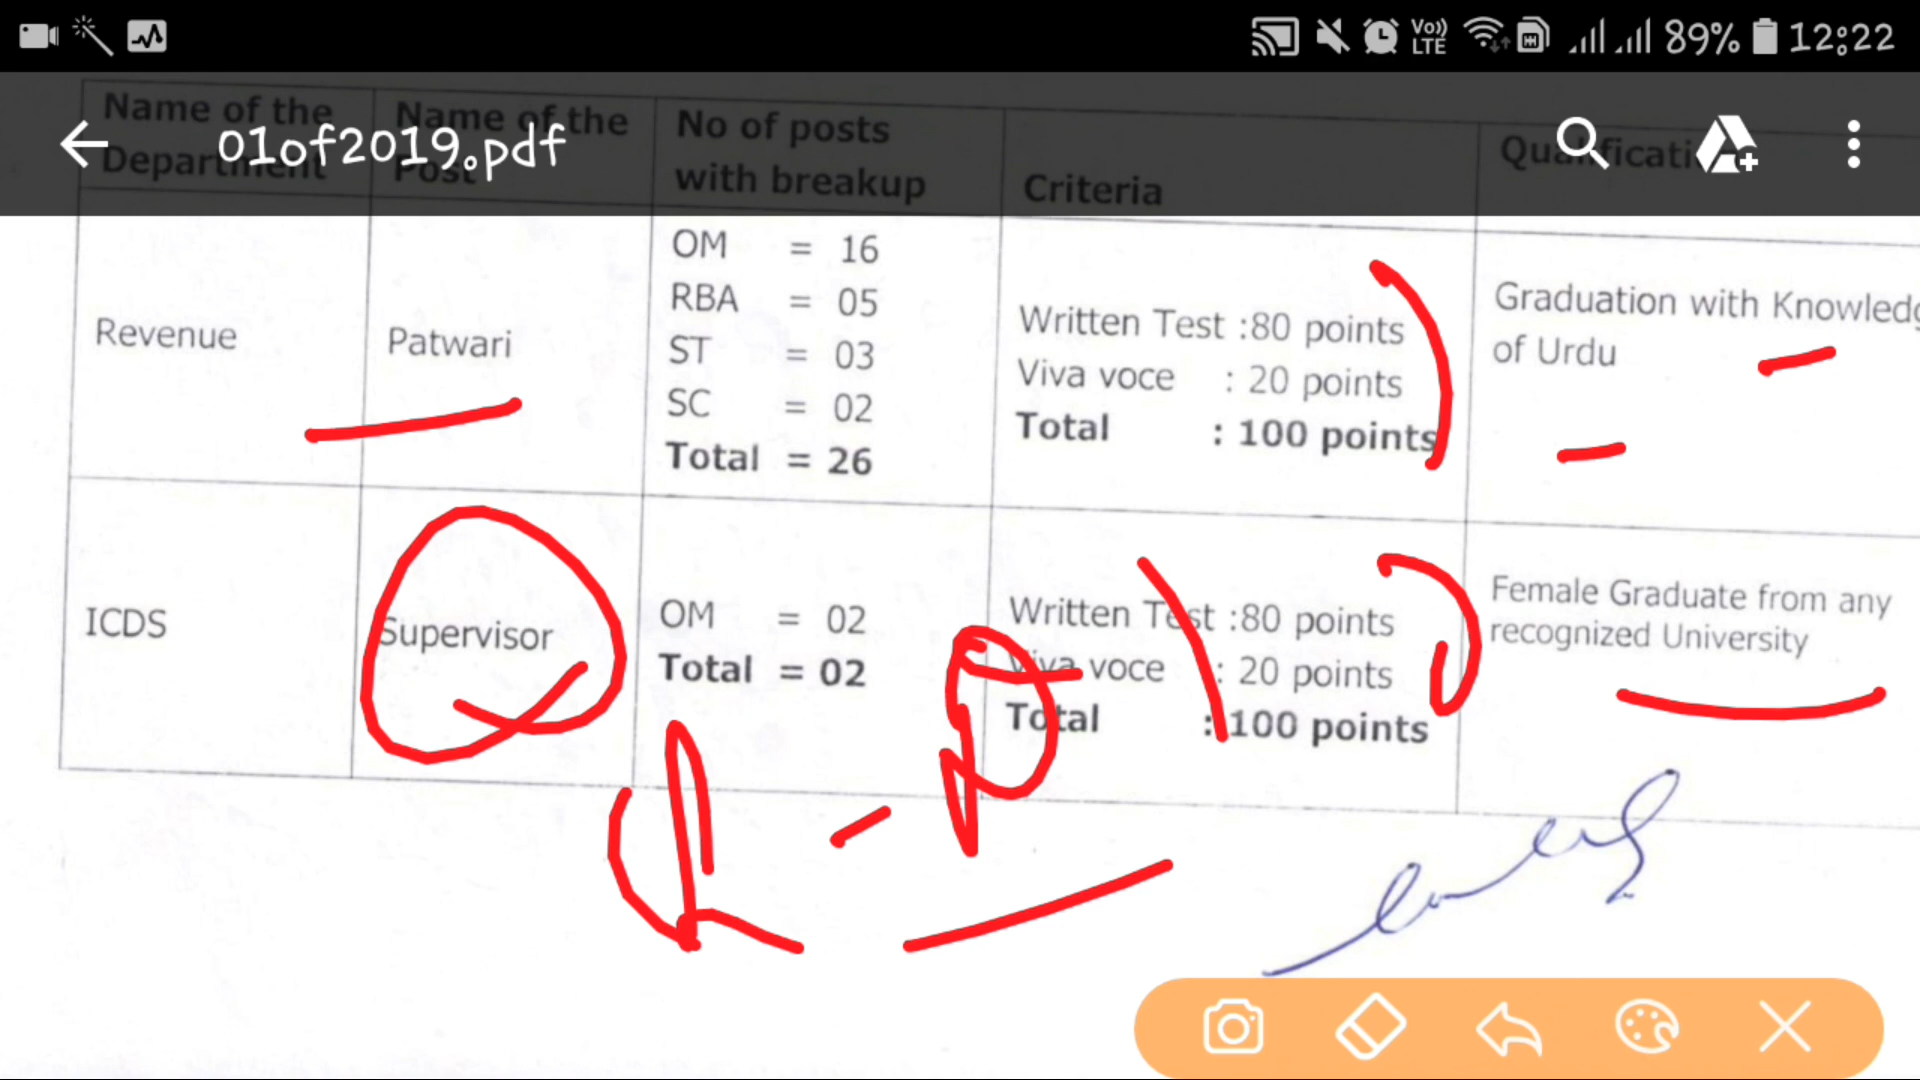 Vo)) LTE 89% 12:22
01of2019.pdf
Name of the Department Name of the Post No of posts with breakup Criteria
Revenue Patwari
OM = 16
RBA = 05
ST = 03
SC = 02
Total = 26
Written Test :80 points
Viva voce : 20 points
Total : 100 points
Graduation with
of Urdu
ICDS Supervisor
OM = 02
Total = 02
Written Test :80 points
Viva voce : 20 points
Total : 100 points
Female Graduate from any
recognized University